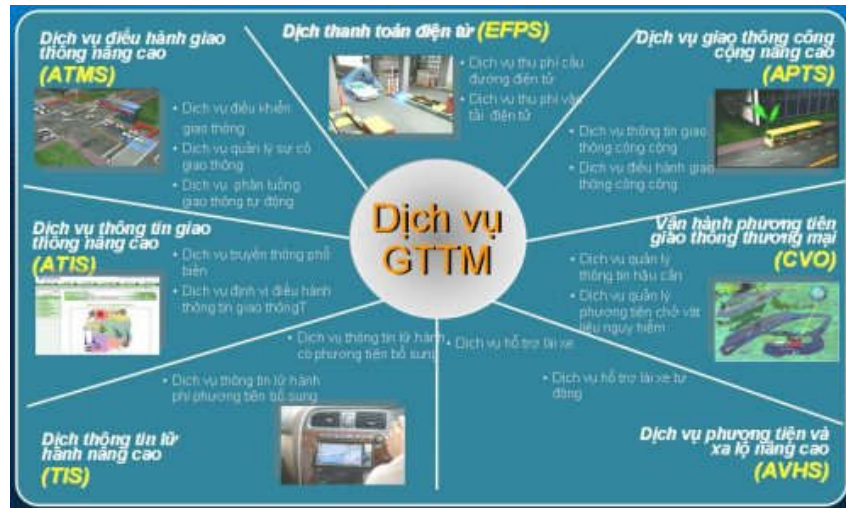 Dịch vụ điều hành giao
thông nâng cao
(ATMS)
• Dịch vụ điều khiển
giao thông
• Dịch vụ quản lý sự cố
giao thông
• Dịch vụ phân luồng
giao thông tự động
Dịch thanh toán điện tử (EFPS)
• Dịch vụ thu phí cầu
đường điện tử
• Dịch vụ thu phí vận
tải điện tử
Dịch vụ giao thông công
cộng nâng cao
(APTS)
• Dịch vụ thông tin giao
thông công cộng
• Dịch vụ điều hành giao
thông công cộng
Dịch vụ
GTTM
Dịch vụ thông tin giao
thông nâng cao
(ATIS)
• Dịch vụ truyền thông phổ
biến
• Dịch vụ định vị điều hành
thông tin giao thôngT
Vận hành phương tiện
giao thông thương mại
(CVO)
• Dịch vụ quản lý
thông tin hậu cần
• Dịch vụ quản lý
phương tiện chở vật
liệu nguy hiểm
• Dịch vụ thông tin lữ hành
có phương tiện bổ sung
• Dịch vụ thông tin lữ hành
phi phương tiện bổ sung
Dịch thông tin lữ
hành nâng cao
(TIS)
• Dịch vụ hỗ trợ lái xe
• Dịch vụ hỗ trợ lái xe tự
động
Dịch vụ phương tiện và
xa lộ nâng cao
(AVHS)